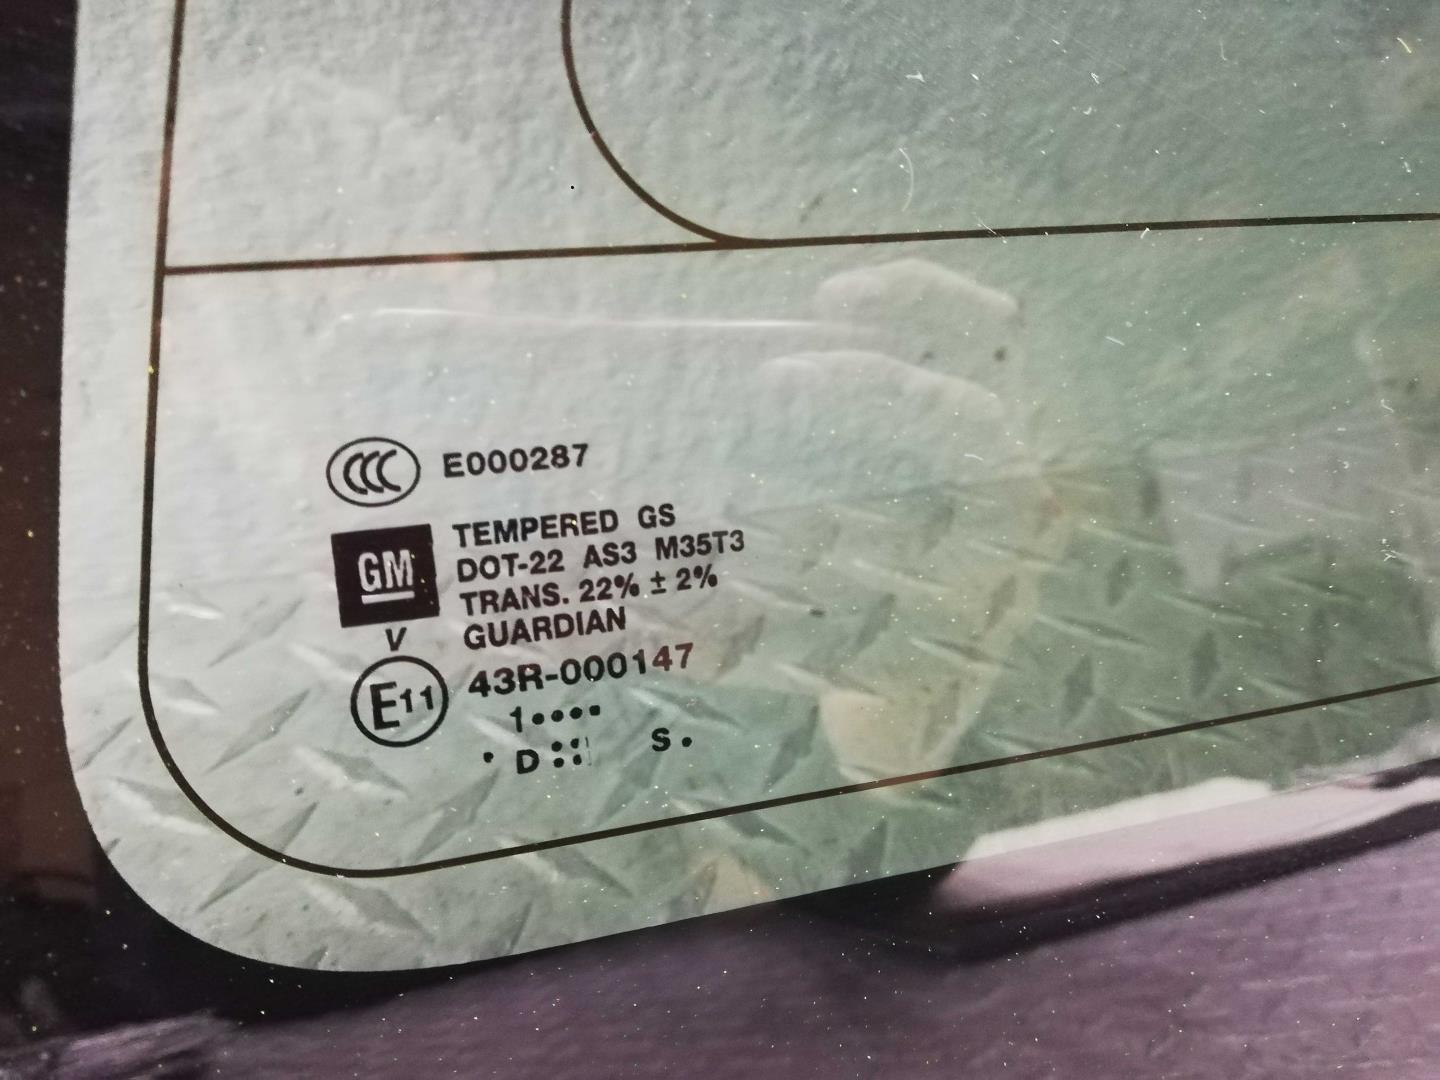 CCC E000287
GM
TEMPERED GS
DOT-22 AS3 M35T3
TRANS. 22% ± 2%
GUARDIAN
V
E11 43R-000147
1••••
• D ::: S •